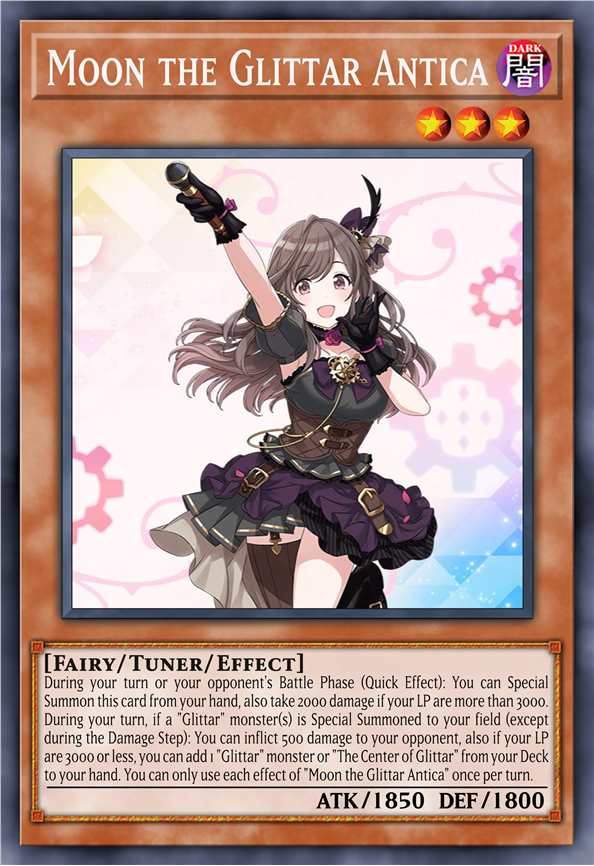 MOON THE GLITTAR ANTICA
DARK
闇
[FAIRY/TUNER/EFFECT]
During your turn or your opponent's Battle Phase (Quick Effect): You can Special
Summon this card from your hand, also take 2000 damage if your LP are more than 3000.
During your turn, if a "Glittar" monster(s) is Special Summoned to your field (except
during the Damage Step): You can inflict 500 damage to your opponent, also if your LP
are 3000 or less, you can add 1 "Glittar" monster or "The Center of Glittar" from your Deck
to your hand. You can only use each effect of "Moon the Glittar Antica" once per turn.
ATK/1850 DEF/1800